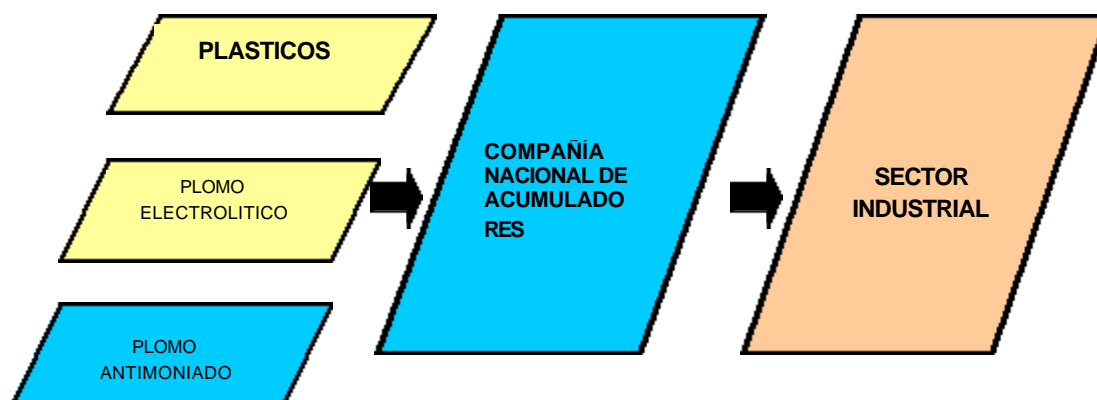 PLASTICOS
PLOMO
ELECTROLITICO
PLOMO
ANTIMONIADO
COMPAÑÍA
NACIONAL DE
ACUMULADO
RES
SECTOR
INDUSTRIAL